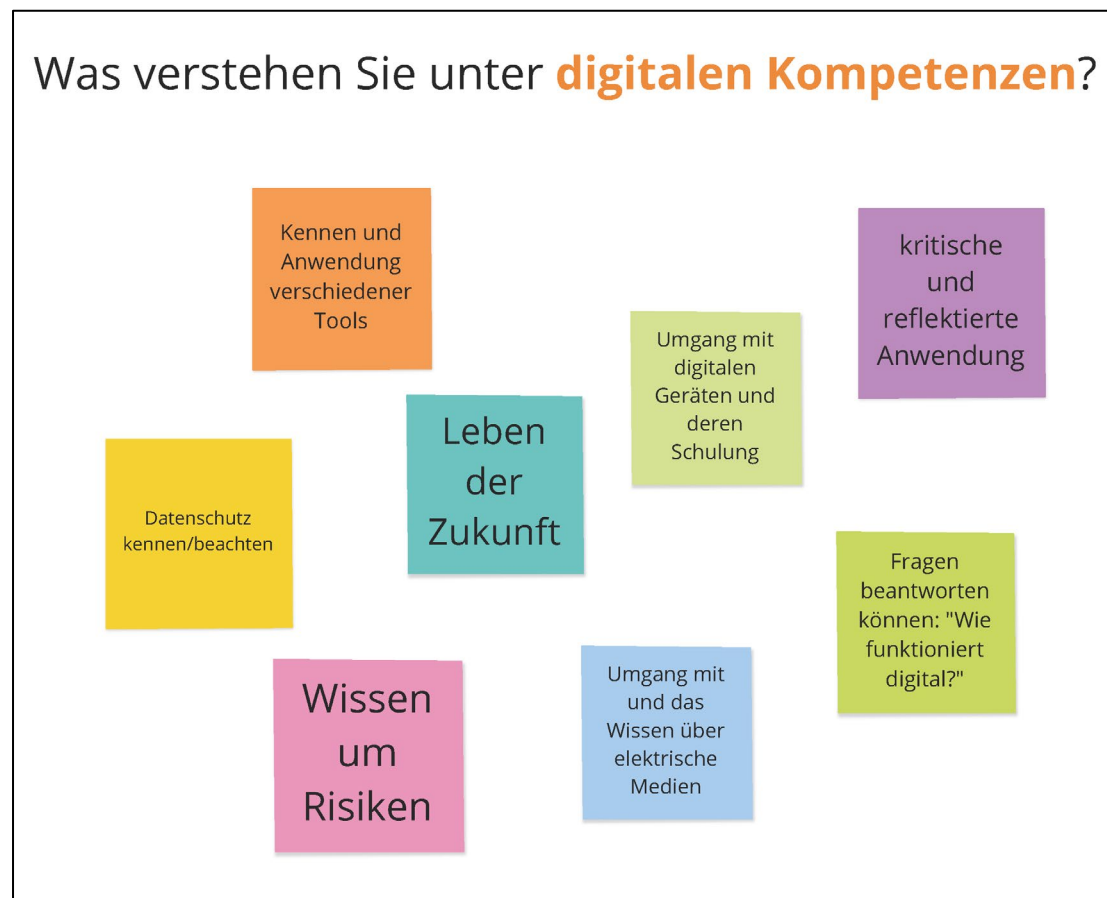 Was verstehen Sie unter digitalen Kompetenzen?
Kennen und
Anwendung
verschiedener
Tools
kritische
und
reflektierte
Anwendung
Umgang mit
digitalen
Geräten und
deren
Schulung
Leben
der
Zukunft
Datenschutz
kennen/beachten
Fragen
beantworten
können: "Wie
funktioniert
digital?"
Wissen
um
Risiken
Umgang mit
und das
Wissen über
elektrische
Medien